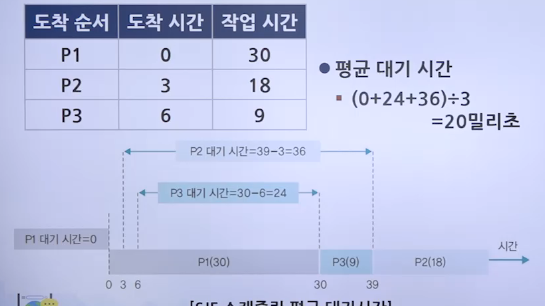 도착 순서 도착 시간 작업 시간
P1 0 30
P2 3 18
P3 6 9
● 평균 대기 시간
▪ (0+24+36)÷3
=20밀리초
P2 대기 시간=39−3=36
P3 대기 시간=30−6=24
P1 대기 시간=0
P1(30) P3(9) P2(18)
시간
0 3 6 30 39